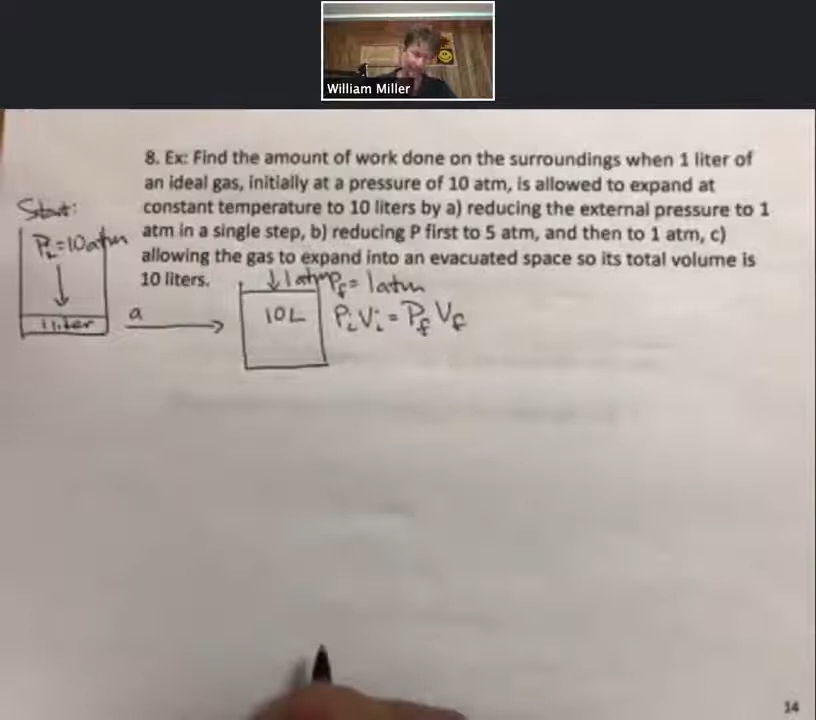 William Miller
8. Ex: Find the amount of work done on the surroundings when 1 liter of
an ideal gas, initially at a pressure of 10 atm, is allowed to expand at
constant temperature to 10 liters by a) reducing the external pressure to 1
atm in a single step, b) reducing P first to 5 atm, and then to 1 atm, c)
allowing the gas to expand into an evacuated space so its total volume is
10 liters.
Start:
Pi=10atm
1 liter
a
↓1atm
Pf= 1atm
10L
PiVi = PfVf
14